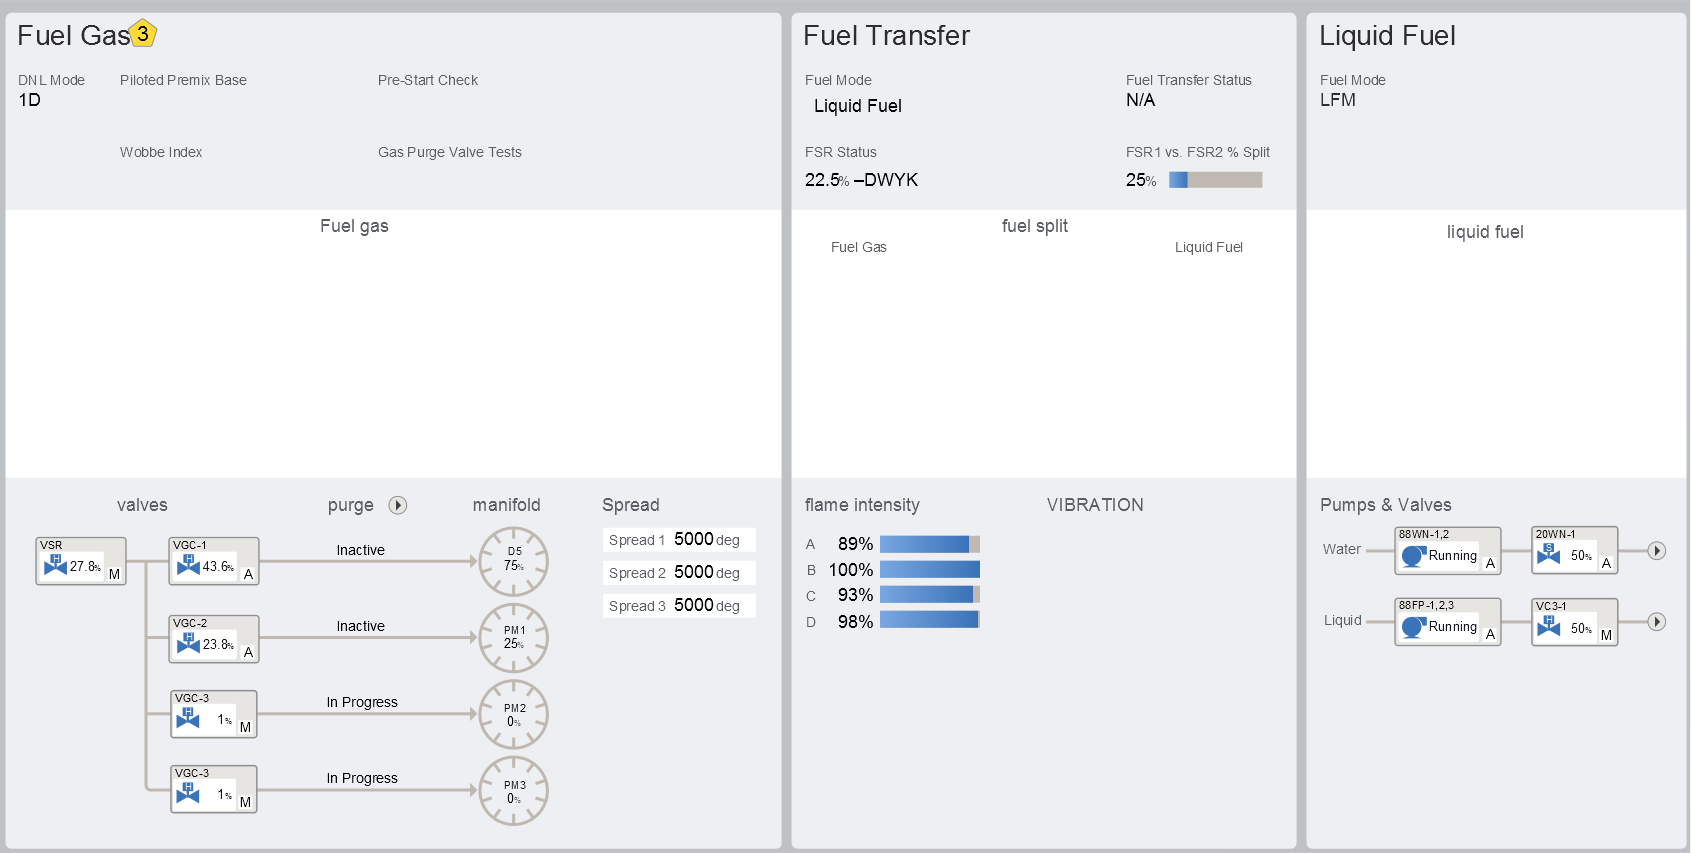 Fuel Gas 3
DNL Mode
1D
Piloted Premix Base
Pre-Start Check
Wobbe Index
Gas Purge Valve Tests
Fuel gas
valves
purge
manifold
Spread
VSR
H
27.8%
M
VGC-1
H
43.6%
A
Inactive
D5
75%
VGC-2
H
23.8%
A
Inactive
PM1
25%
VGC-3
H
1%
M
In Progress
PM2
0%
VGC-3
H
1%
M
In Progress
PM3
0%
Spread 1 5000 deg
Spread 2 5000 deg
Spread 3 5000 deg
Fuel Transfer
Fuel Mode
Liquid Fuel
Fuel Transfer Status
N/A
FSR Status
22.5% –DWYK
FSR1 vs. FSR2 % Split
25%
fuel split
Fuel Gas
Liquid Fuel
flame intensity
A 89%
B 100%
C 93%
D 98%
VIBRATION
Liquid Fuel
Fuel Mode
LFM
liquid fuel
Pumps & Valves
Water
88WN-1,2
Running
A
20WN-1
S
50%
A
Liquid
88FP-1,2,3
Running
A
VC3-1
H
50%
M